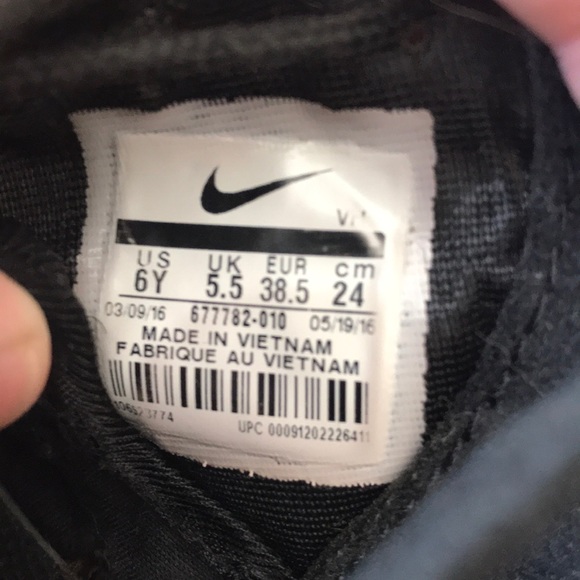 US UK EUR cm
6Y 5.5 38.5 24
03/09/16 677782-010 05/19/16
MADE IN VIETNAM
FABRIQUE AU VIETNAM
UPC 00091202226411